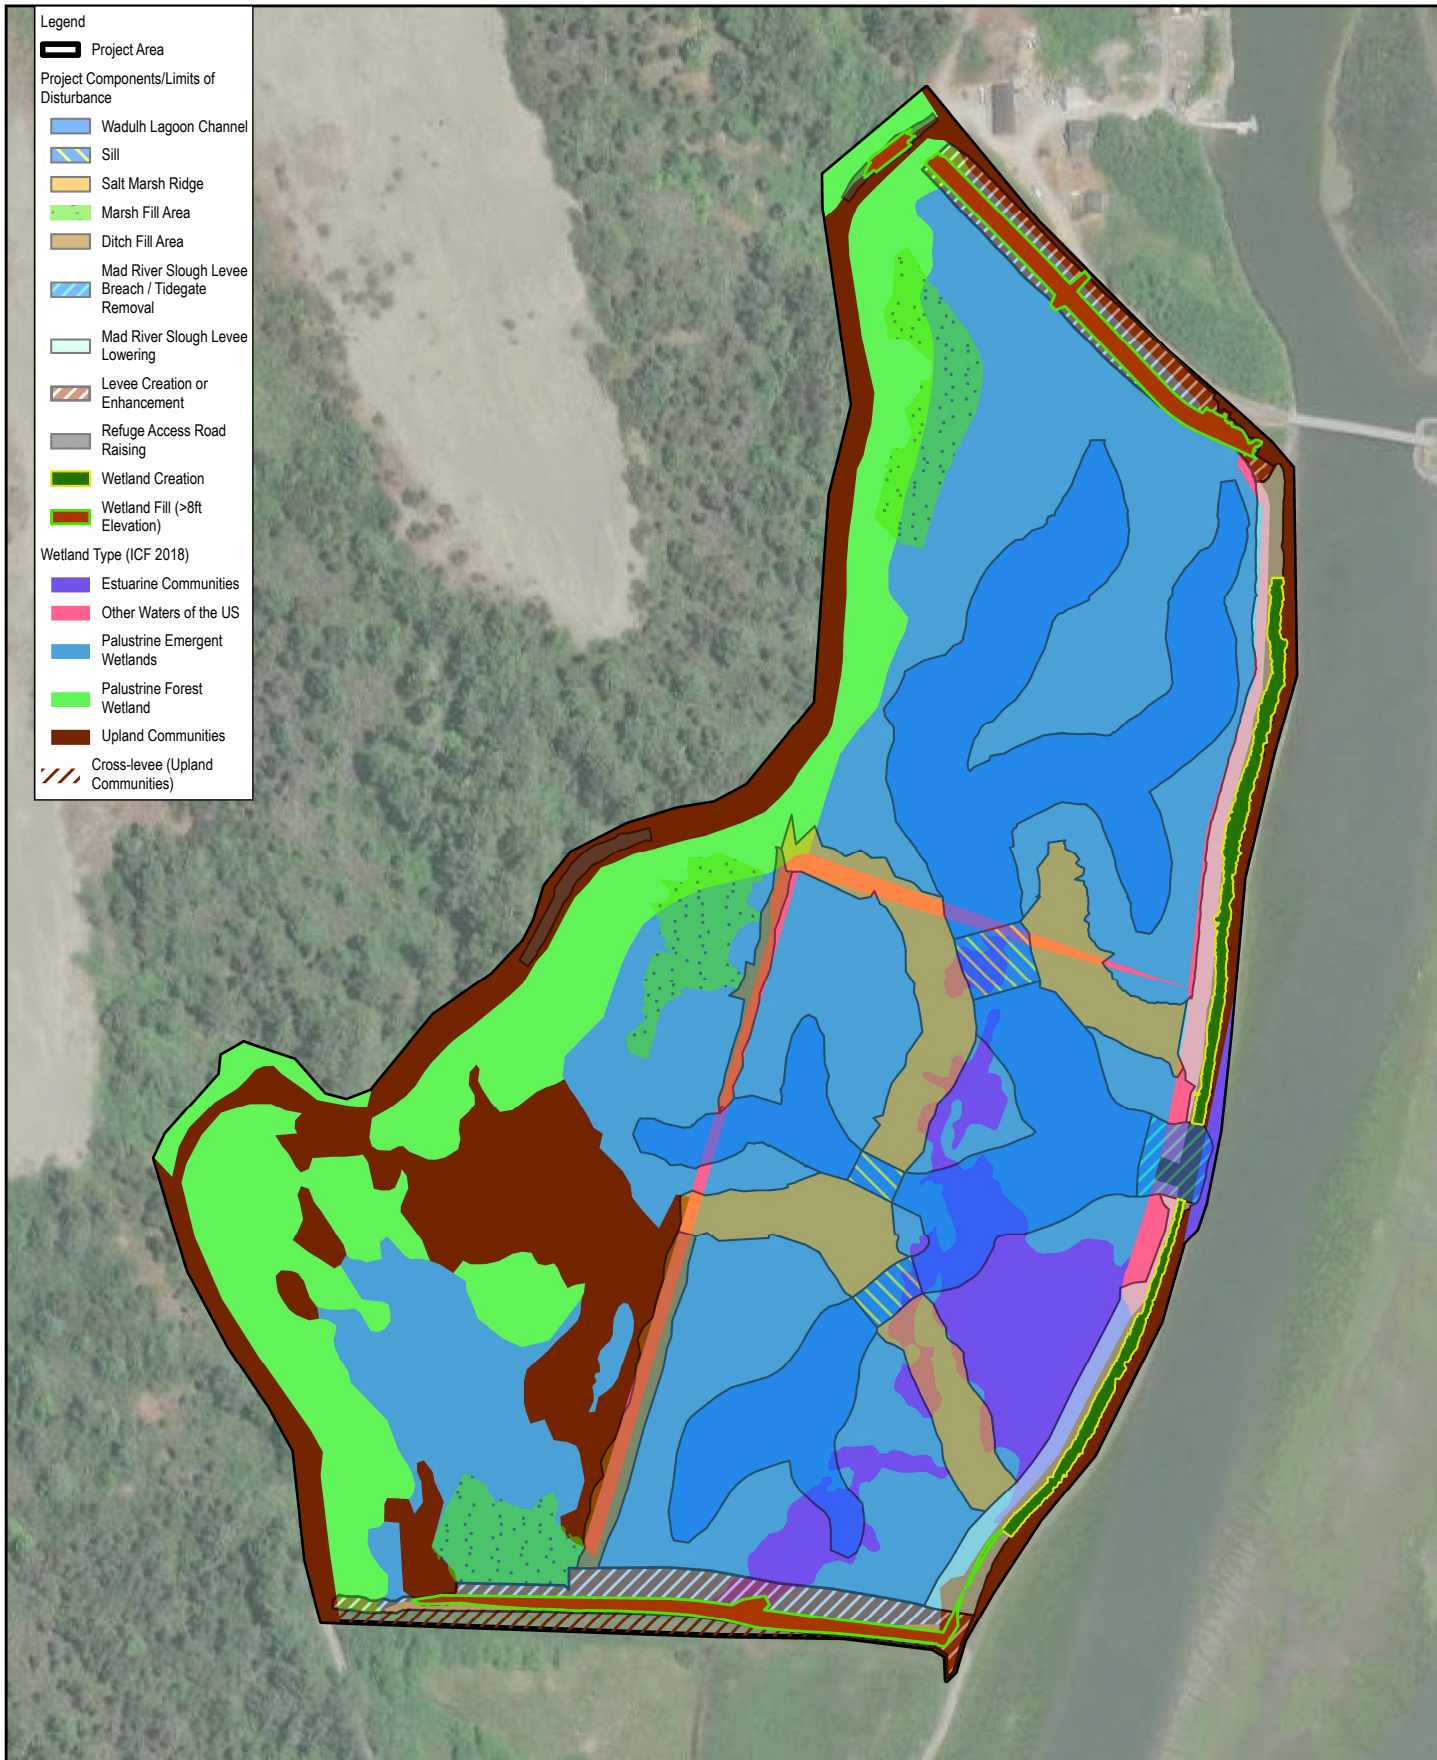 Legend
Project Area
Project Components/Limits of
Disturbance
Wadulh Lagoon Channel
Sill
Salt Marsh Ridge
Marsh Fill Area
Ditch Fill Area
Mad River Slough Levee
Breach / Tidegate
Removal
Mad River Slough Levee
Lowering
Levee Creation or
Enhancement
Refuge Access Road
Raising
Wetland Creation
Wetland Fill (>8ft
Elevation)
Wetland Type (ICF 2018)
Estuarine Communities
Other Waters of the US
Palustrine Emergent
Wetlands
Palustrine Forest
Wetland
Upland Communities
Cross-levee (Upland
Communities)